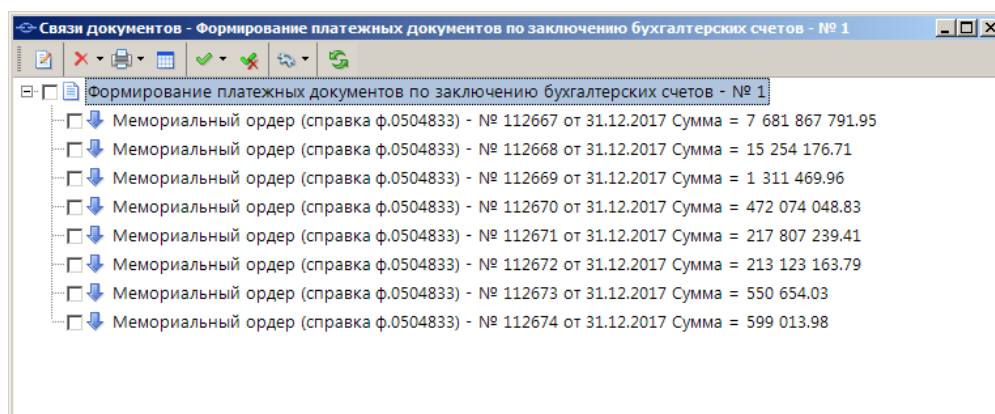 Связи документов - Формирование платежных документов по заключению бухгалтерских счетов - № 1
Формирование платежных документов по заключению бухгалтерских счетов - № 1
Мемориальный ордер (справка ф.0504833) - № 112667 от 31.12.2017 Сумма = 7 681 867 791.95
Мемориальный ордер (справка ф.0504833) - № 112668 от 31.12.2017 Сумма = 15 254 176.71
Мемориальный ордер (справка ф.0504833) - № 112669 от 31.12.2017 Сумма = 1 311 469.96
Мемориальный ордер (справка ф.0504833) - № 112670 от 31.12.2017 Сумма = 472 074 048.83
Мемориальный ордер (справка ф.0504833) - № 112671 от 31.12.2017 Сумма = 217 807 239.41
Мемориальный ордер (справка ф.0504833) - № 112672 от 31.12.2017 Сумма = 213 123 163.79
Мемориальный ордер (справка ф.0504833) - № 112673 от 31.12.2017 Сумма = 550 654.03
Мемориальный ордер (справка ф.0504833) - № 112674 от 31.12.2017 Сумма = 599 013.98